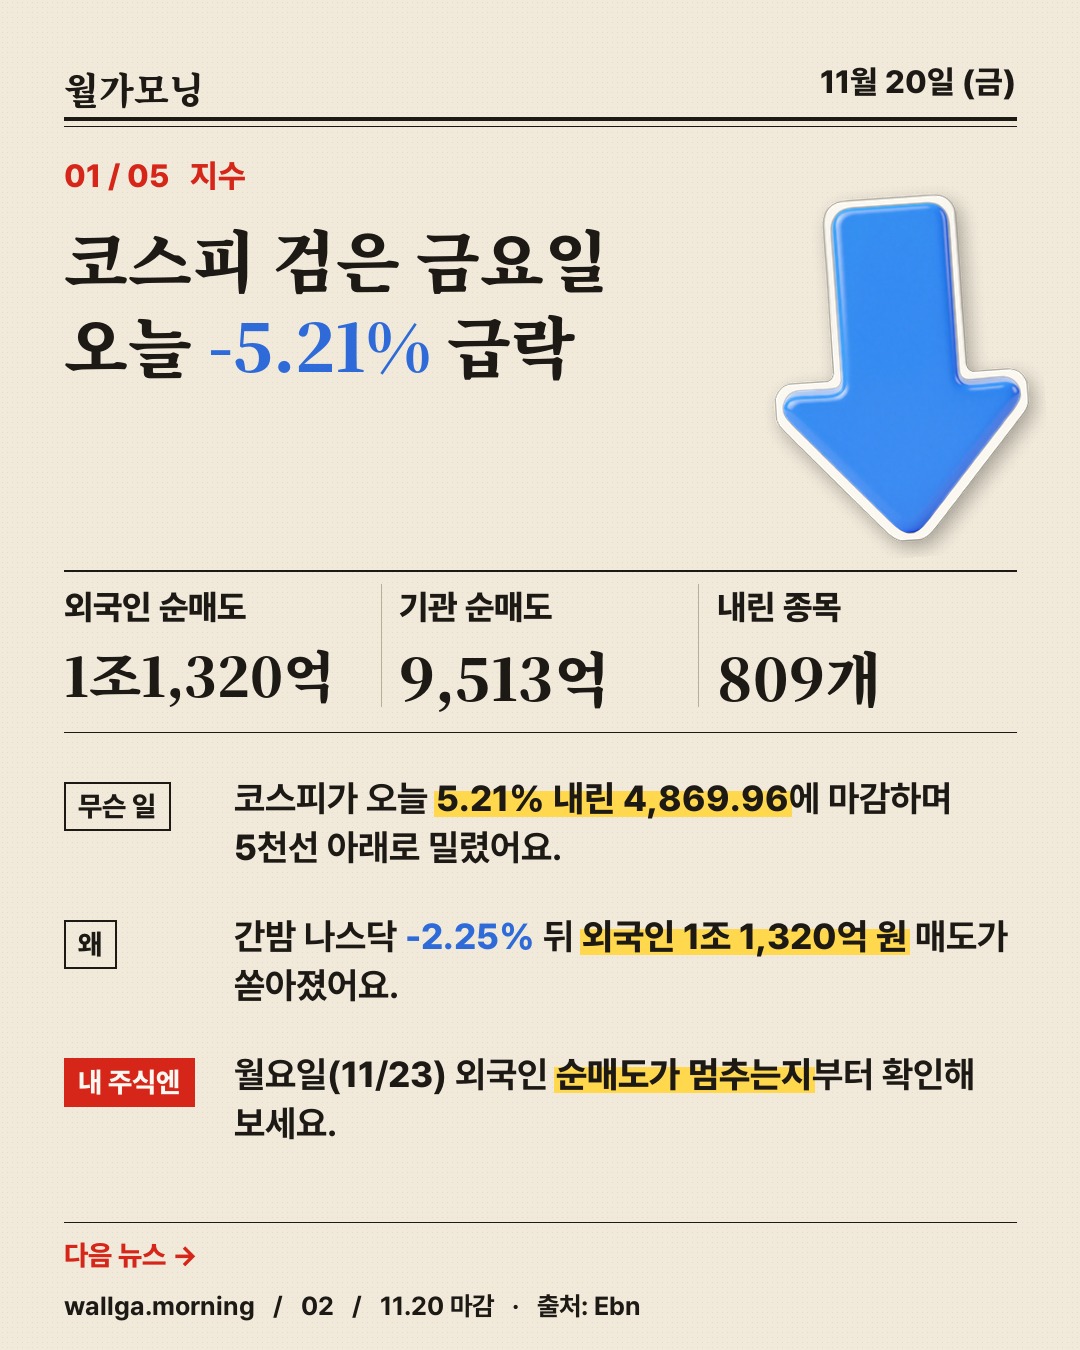 월가모닝
11월 20일 (금)
01 / 05 지수
코스피 검은 금요일
오늘 -5.21% 급락
외국인 순매도
1조1,320억
기관 순매도
9,513억
내린 종목
809개
무슨 일
코스피가 오늘 5.21% 내린 4,869.96에 마감하며
5천선 아래로 밀렸어요.
왜
간밤 나스닥 -2.25% 뒤 외국인 1조 1,320억 원 매도가
쏟아졌어요.
내 주식엔
월요일(11/23) 외국인 순매도가 멈추는지부터 확인해
보세요.
다음 뉴스 →
wallga.morning / 02 / 11.20 마감 · 출처: Ebn